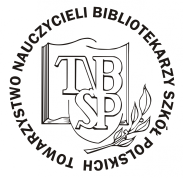 TOWARZYSTWO NAUCZYCIELI BIBLIOTEKARZY SZKÓŁ POLSKICH
TNB
SP